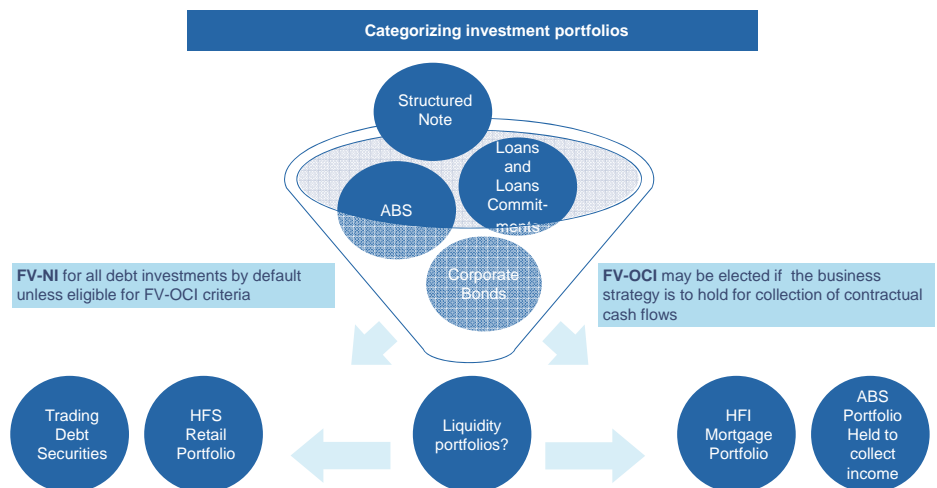 Categorizing investment portfolios
Structured
Note
Loans
and
Loans
Commit-
ments
ABS
Corporate
Bonds
FV-NI for all debt investments by default
unless eligible for FV-OCI criteria
FV-OCI may be elected if the business
strategy is to hold for collection of contractual
cash flows
Trading
Debt
Securities
HFS
Retail
Portfolio
Liquidity
portfolios?
HFI
Mortgage
Portfolio
ABS
Portfolio
Held to
collect
income